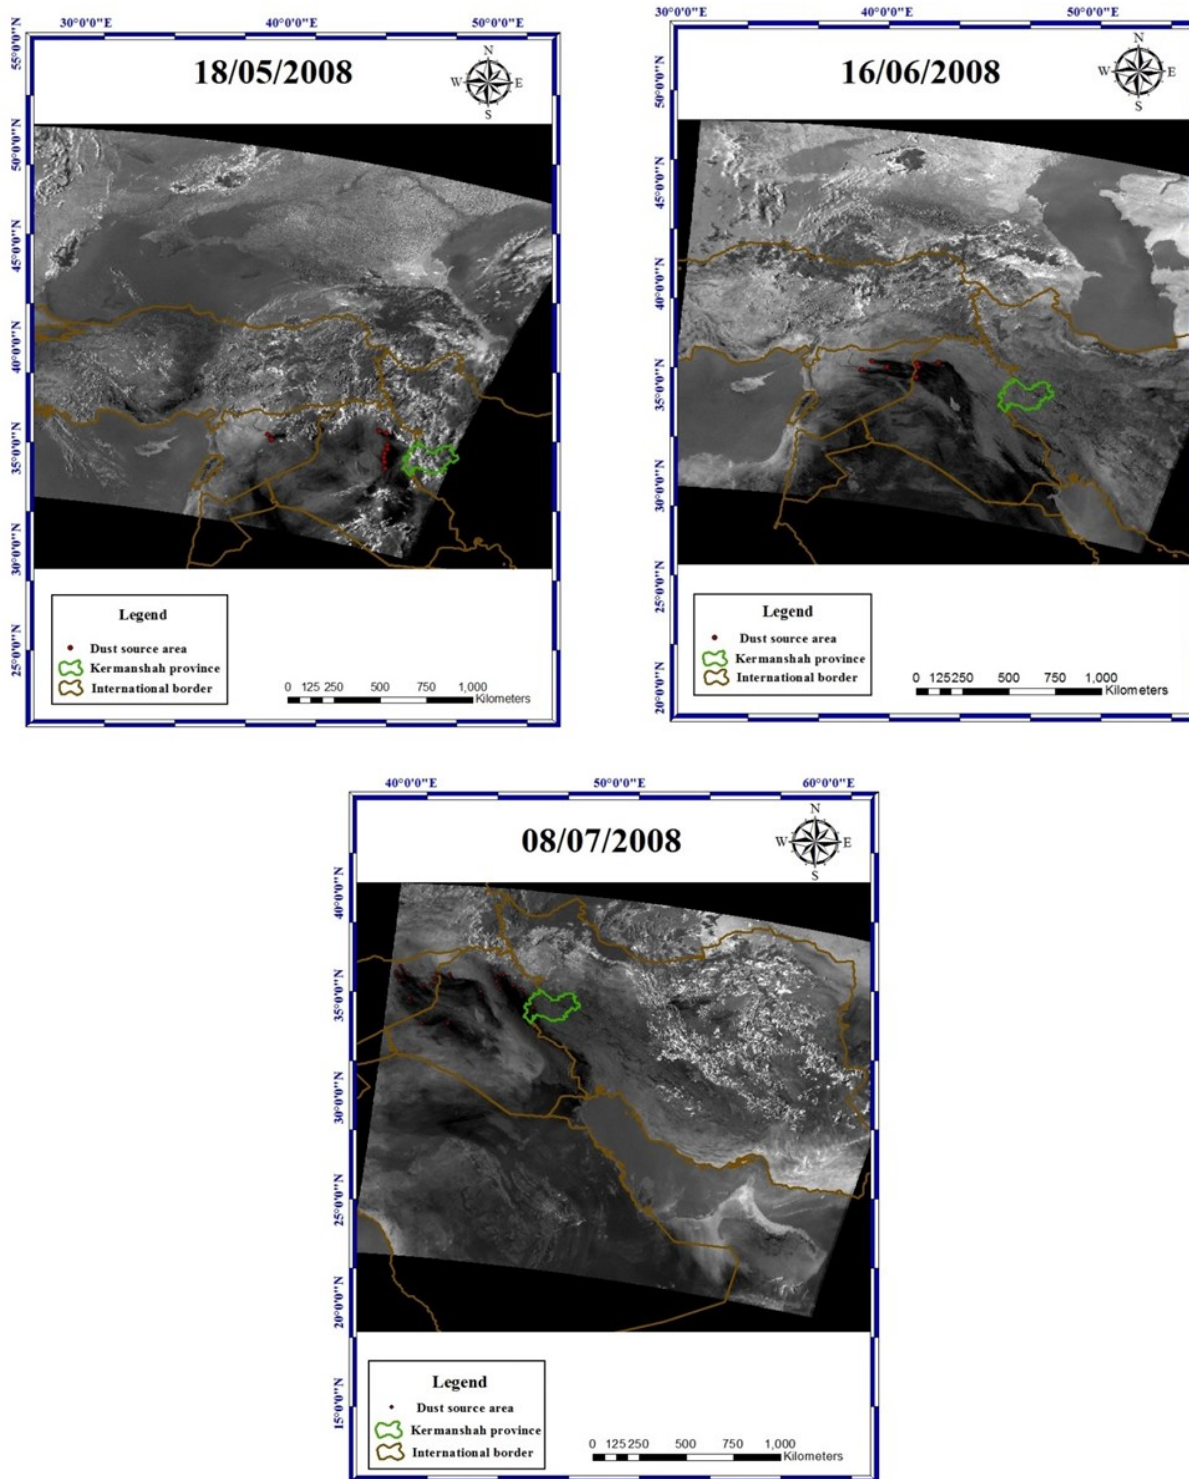 30°0'0"E 40°0'0"E 50°0'0"E
18/05/2008
N
W E
S
55°0'0"N
50°0'0"N
45°0'0"N
40°0'0"N
35°0'0"N
30°0'0"N
25°0'0"N
Legend
Dust source area
Kermanshah province
International border
0 125 250 500 750 1,000
Kilometers
30°0'0"E 40°0'0"E 50°0'0"E
16/06/2008
N
W E
S
50°0'0"N
45°0'0"N
40°0'0"N
35°0'0"N
30°0'0"N
25°0'0"N
20°0'0"N
Legend
Dust source area
Kermanshah province
International border
0 125 250 500 750 1,000
Kilometers
40°0'0"E 50°0'0"E 60°0'0"E
08/07/2008
N
W E
S
40°0'0"N
35°0'0"N
30°0'0"N
25°0'0"N
20°0'0"N
15°0'0"N
Legend
Dust source area
Kermanshah province
International border
0 125 250 500 750 1,000
Kilometers